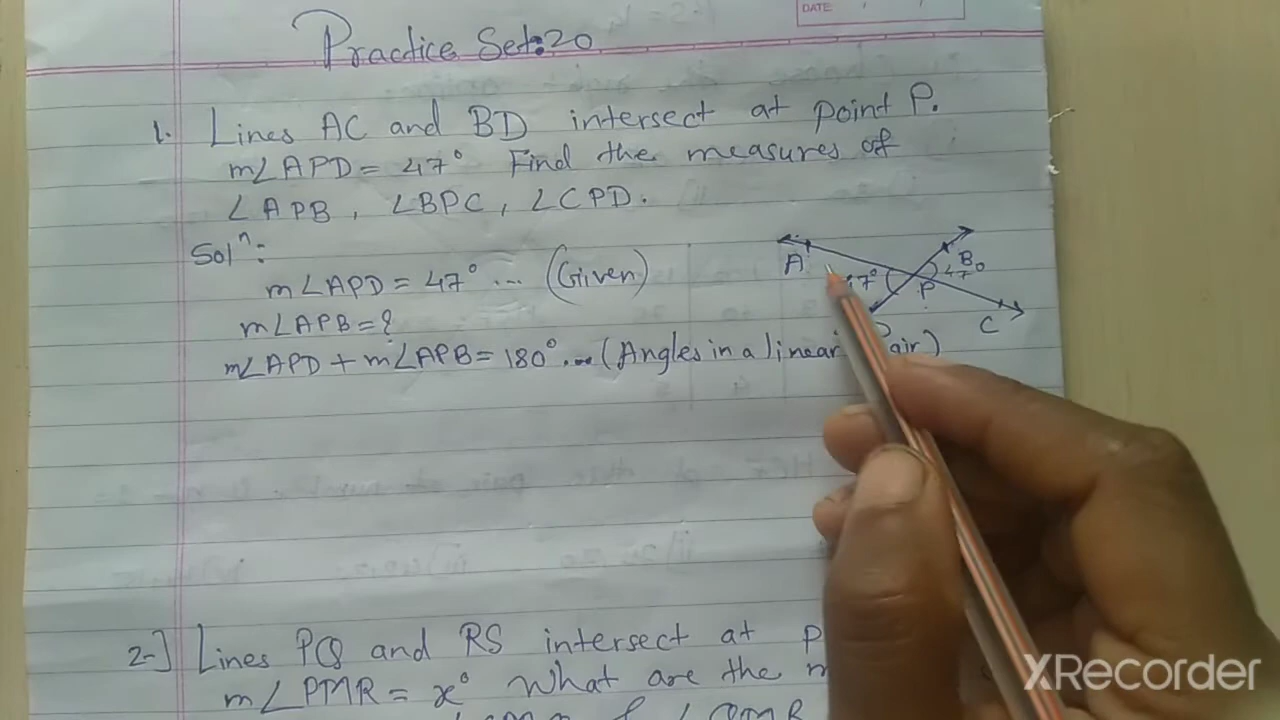 DATE:
Practice Set: 20
1. Lines AC and BD intersect at point P.
m∠APD = 47° Find the measures of
∠APB, ∠BPC, ∠CPD.
Solⁿ:
m∠APD = 47° ... (Given)
m∠APB = ?
m∠APD + m∠APB = 180° ... (Angles in a linear Pair)
A
B
47°
P
C
2-] Lines PQ and RS intersect at
m∠PMR = x° What are the
XRecorder